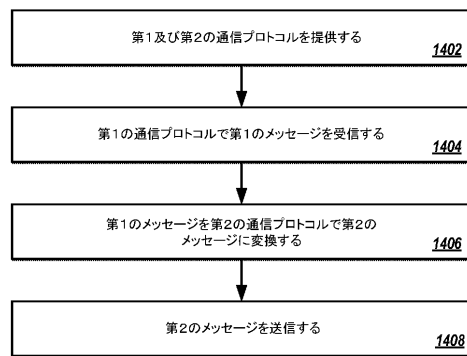 第1及び第2の通信プロトコルを提供する
1402
第1の通信プロトコルで第1のメッセージを受信する
1404
第1のメッセージを第2の通信プロトコルで第2の
メッセージに変換する
1406
第2のメッセージを送信する
1408